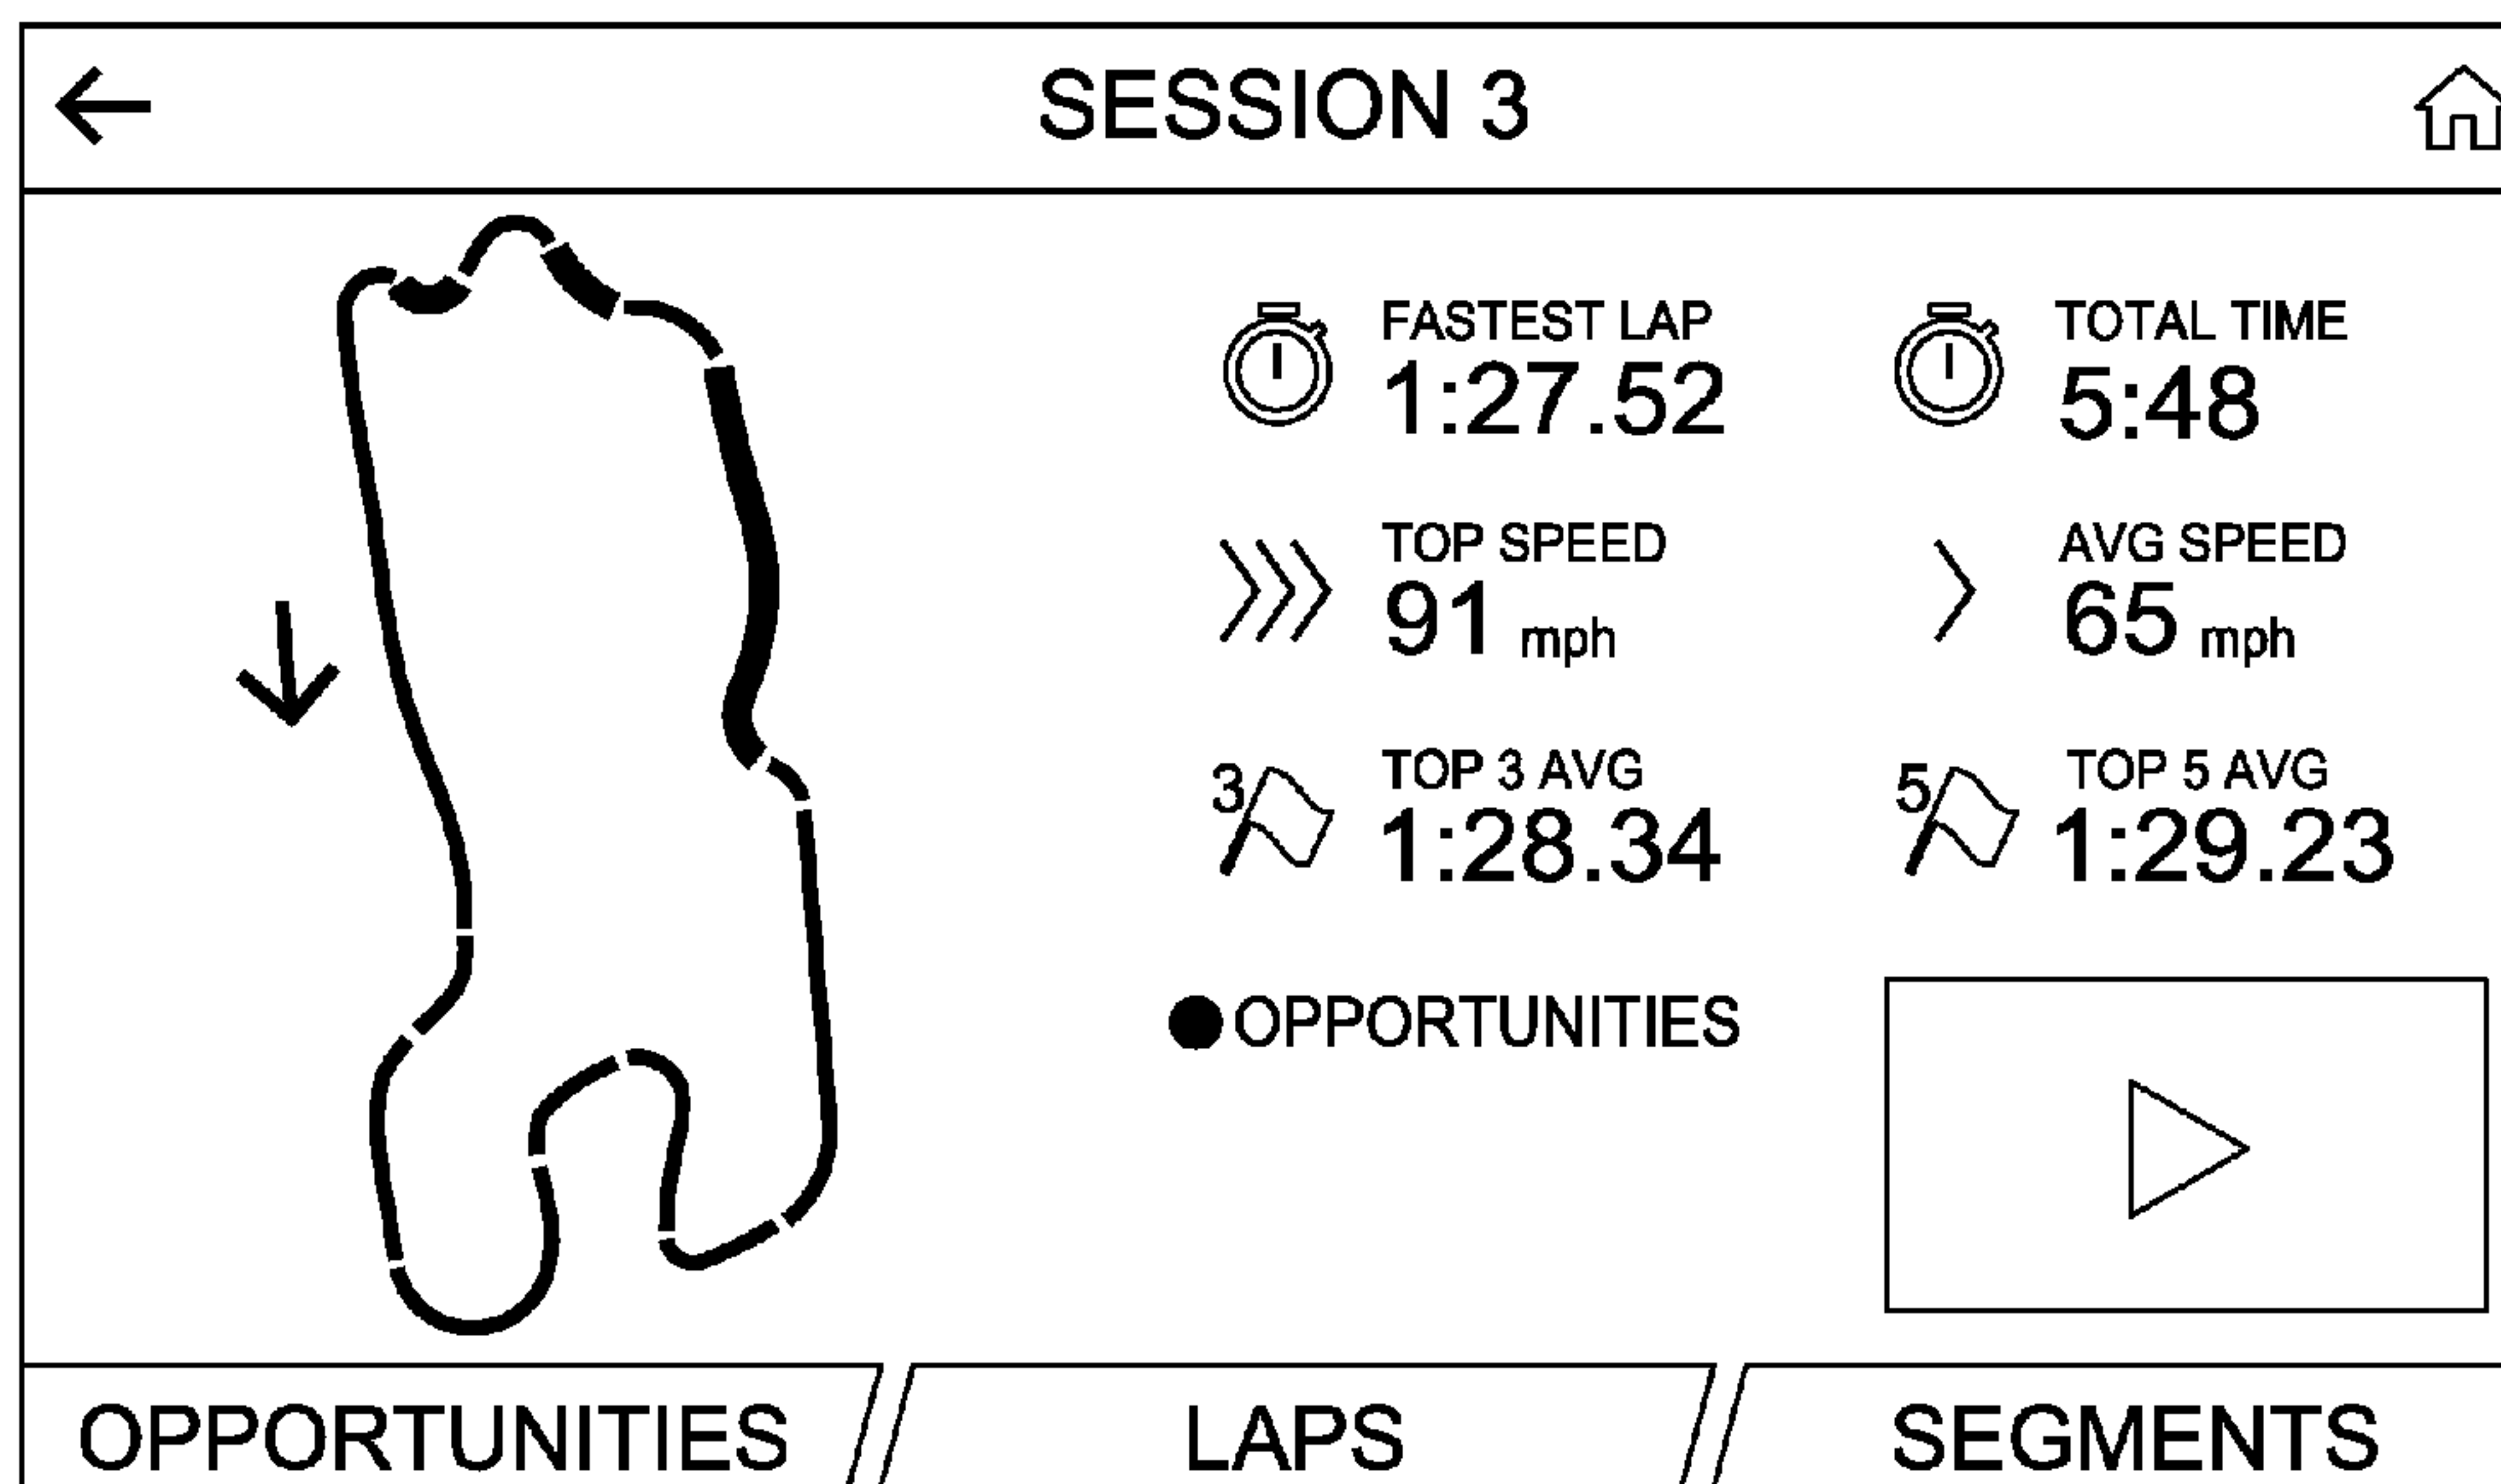 SESSION 3
FASTEST LAP
1:27.52
TOTAL TIME
5:48
TOP SPEED
91 mph
AVG SPEED
65 mph
3
TOP 3 AVG
1:28.34
5
TOP 5 AVG
1:29.23
OPPORTUNITIES
OPPORTUNITIES
LAPS
SEGMENTS